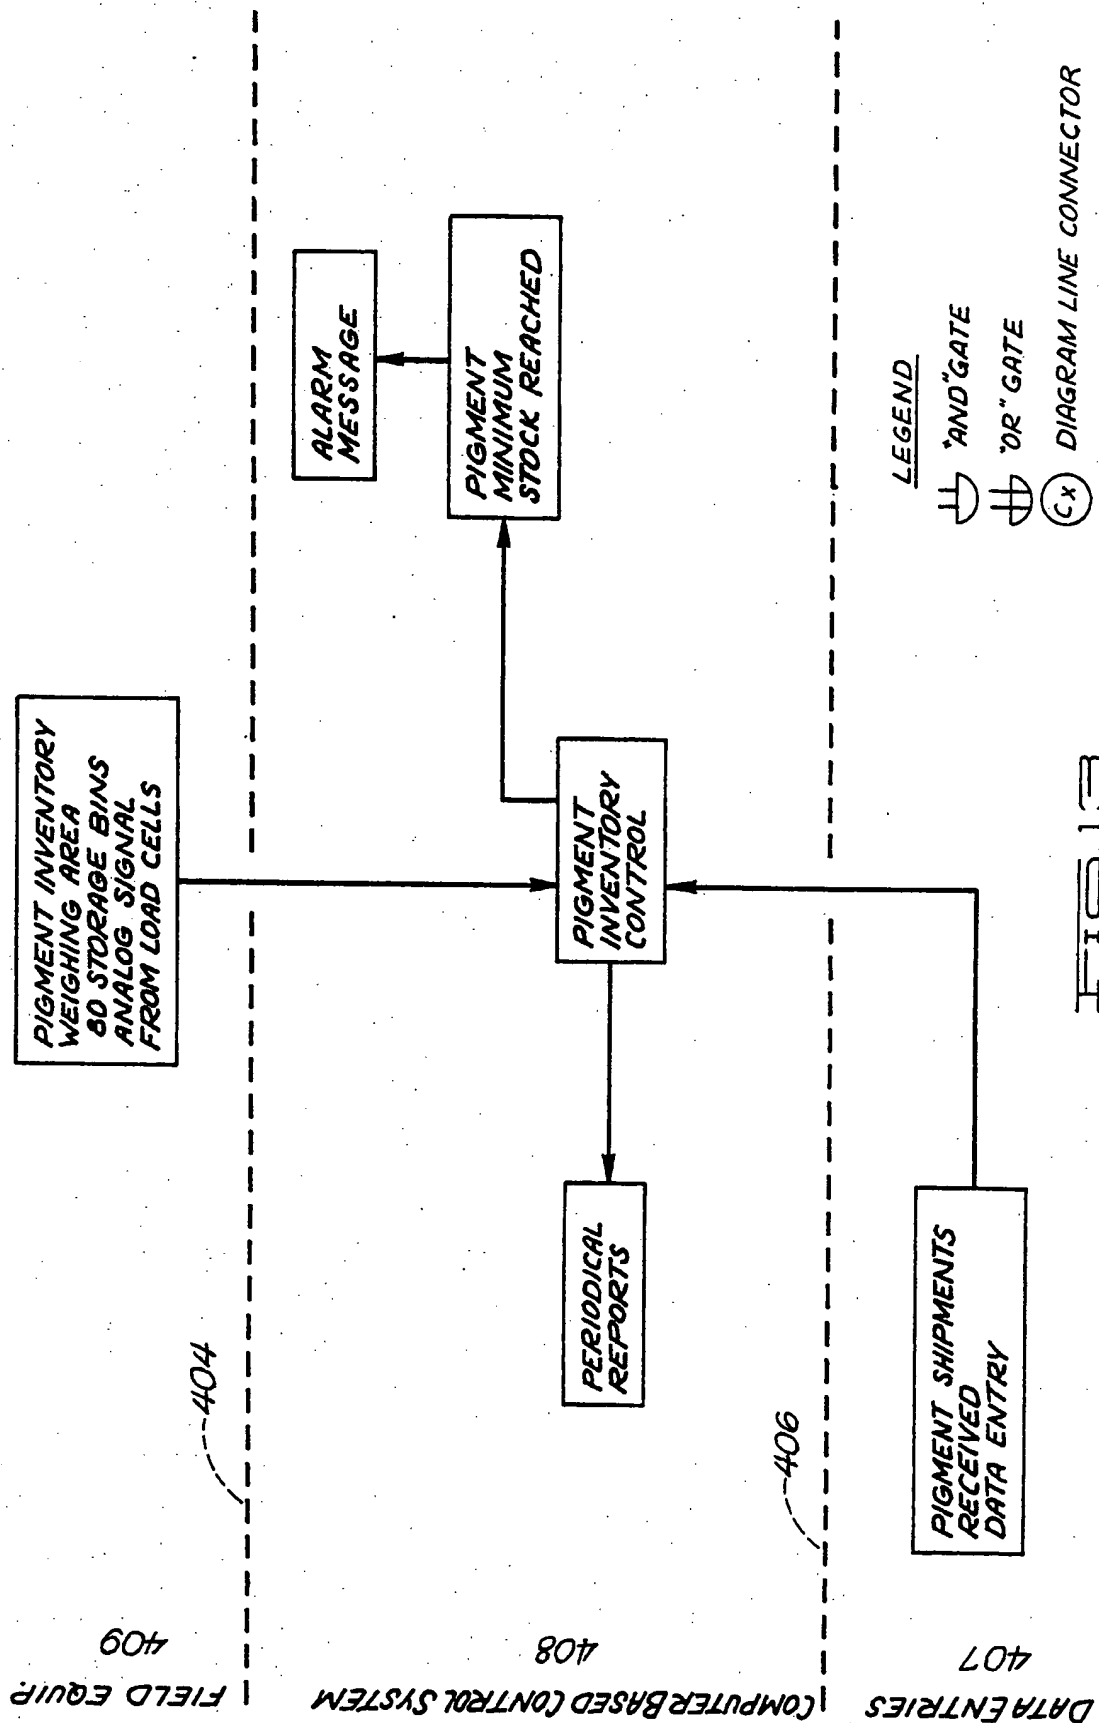 FIELD EQUIP.
409
404
PIGMENT INVENTORY
WEIGHING AREA
80 STORAGE BINS
ANALOG SIGNAL
FROM LOAD CELLS
COMPUTER BASED CONTROL SYSTEM
408
406
PERIODICAL
REPORTS
PIGMENT
INVENTORY
CONTROL
PIGMENT
MINIMUM
STOCK REACHED
ALARM
MESSAGE
DATA ENTRIES
407
PIGMENT SHIPMENTS
RECEIVED
DATA ENTRY
LEGEND
"AND" GATE
"OR" GATE
Cx DIAGRAM LINE CONNECTOR
FIG. 13